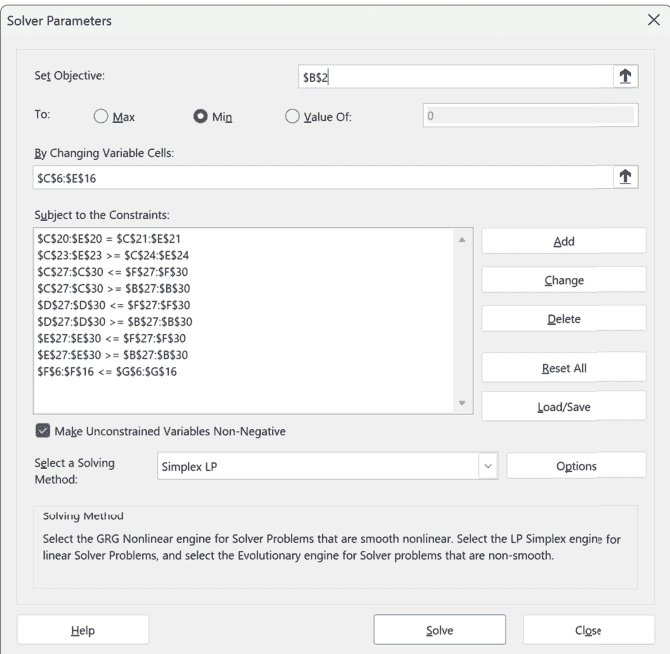 Solver Parameters
Set Objective:
$B$2
To:
Max
Min
Value Of:
0
By Changing Variable Cells:
$C$6:$E$16
Subject to the Constraints:
$C$20:$E$20 = $C$21:$E$21
$C$23:$E$23 >= $C$24:$E$24
$C$27:$C$30 <= $F$27:$F$30
$C$27:$C$30 >= $B$27:$B$30
$D$27:$D$30 <= $F$27:$F$30
$D$27:$D$30 >= $B$27:$B$30
$E$27:$E$30 <= $F$27:$F$30
$E$27:$E$30 >= $B$27:$B$30
$F$6:$F$16 <= $G$6:$G$16
Add
Change
Delete
Reset All
Load/Save
Make Unconstrained Variables Non-Negative
Select a Solving
Method:
Simplex LP
Options
Solving Method
Select the GRG Nonlinear engine for Solver Problems that are smooth nonlinear. Select the LP Simplex engine for
linear Solver Problems, and select the Evolutionary engine for Solver problems that are non-smooth.
Help
Solve
Close